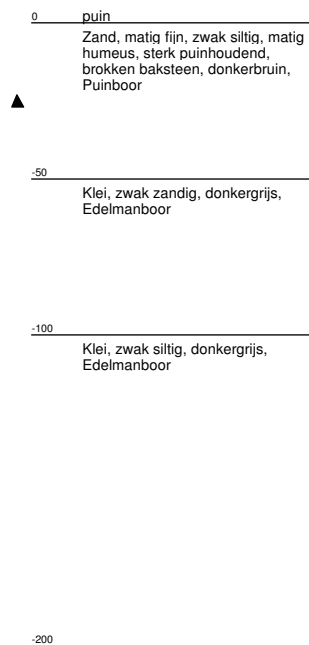 0 puin
Zand, matig fijn, zwak siltig, matig
humeus, sterk puinhoudend,
brokken baksteen, donkerbruin,
Puinboor
-50
Klei, zwak zandig, donkergrijs,
Edelmanboor
-100
Klei, zwak siltig, donkergrijs,
Edelmanboor
-200